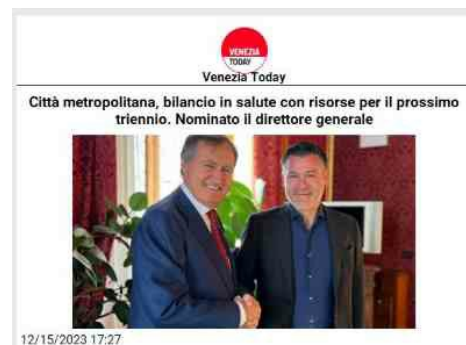 VENEZIA
TODAY
Venezia Today
Città metropolitana, bilancio in salute con risorse per il prossimo
triennio. Nominato il direttore generale
12/15/2023 17:27